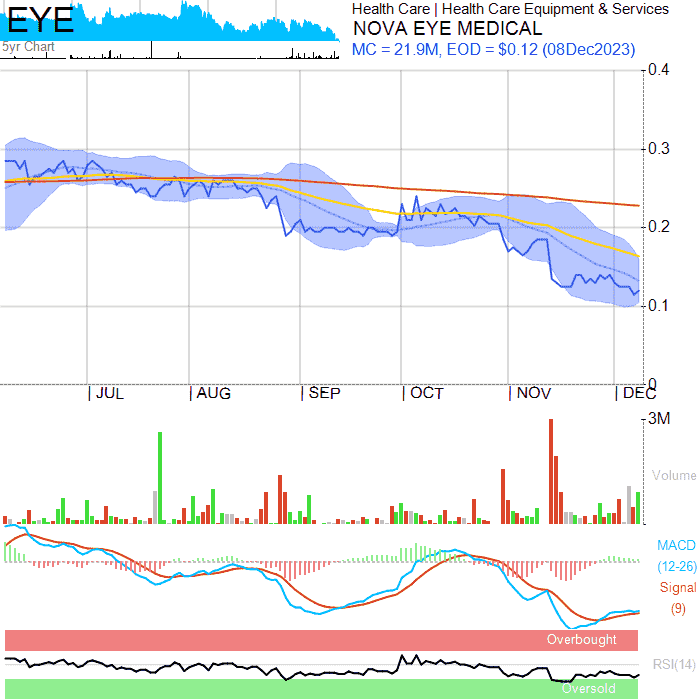 EYE
Health Care | Health Care Equipment & Services
NOVA EYE MEDICAL
5yr Chart
MC = 21.9M, EOD = $0.12 (08Dec2023)
0.4
0.3
0.2
0.1
0
JUL
AUG
SEP
OCT
NOV
DEC
3M
Volume
MACD
(12-26)
Signal
(9)
Overbought
RSI(14)
Oversold